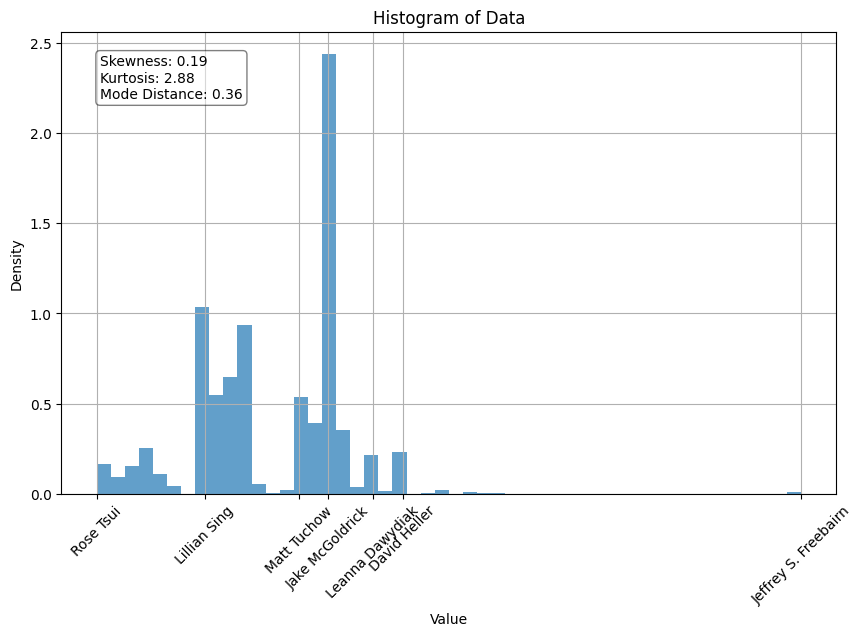 Histogram of Data
Skewness: 0.19
Kurtosis: 2.88
Mode Distance: 0.36
Density
2.5
2.0
1.5
1.0
0.5
0.0
Rose Tsui
Lillian Sing
Matt Tuchow
Jake McGoldrick
Leanna Dawydiak
David Heller
Jeffrey S. Freebairn
Value